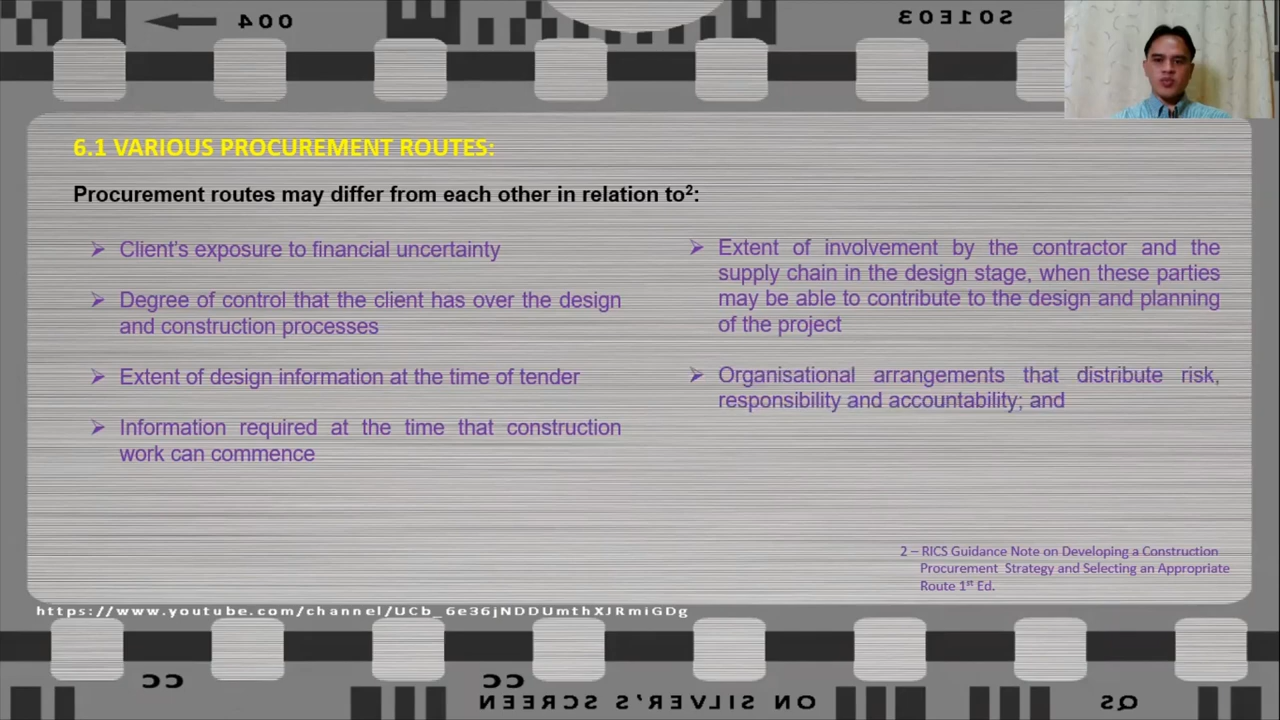 004
S01E03
6.1 VARIOUS PROCUREMENT ROUTES:
Procurement routes may differ from each other in relation to²:
➢ Client's exposure to financial uncertainty
➢ Degree of control that the client has over the design
and construction processes
➢ Extent of design information at the time of tender
➢ Information required at the time that construction
work can commence
➢ Extent of involvement by the contractor and the
supply chain in the design stage, when these parties
may be able to contribute to the design and planning
of the project
➢ Organisational arrangements that distribute risk,
responsibility and accountability; and
2 – RICS Guidance Note on Developing a Construction
Procurement Strategy and Selecting an Appropriate
Route 1st Ed.
https://www.youtube.com/channel/UCb_6e36jNDDUmthXJRmiGDg
CC
CC
QS
ON SILVER'S SCREEN